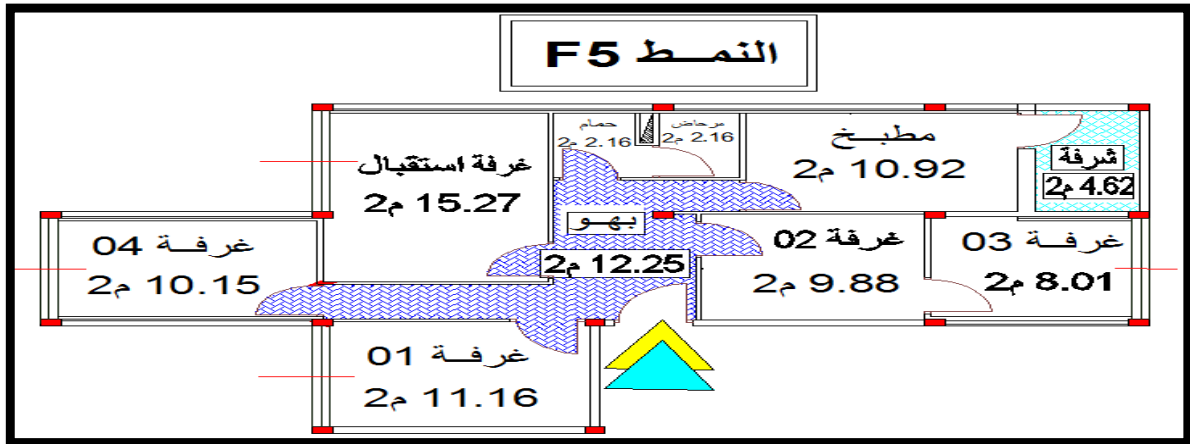 النمــط F5
حمام
2.16 م2
مرحاض
2.16 م2
مطبــخ
10.92 م2
شرفة
4.62 م2
غرفة استقبال
15.27 م2
بهــو
12.25 م2
غرفــة 04
10.15 م2
غرفة 02
9.88 م2
غرفــة 03
8.01 م2
غرفــة 01
11.16 م2